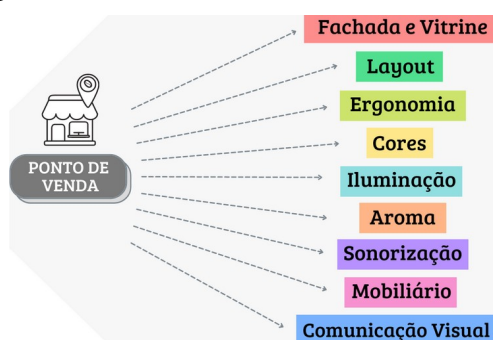 Fachada e Vitrine
Layout
Ergonomia
Cores
PONTO DE
VENDA
Iluminação
Aroma
Sonorização
Mobiliário
Comunicação Visual